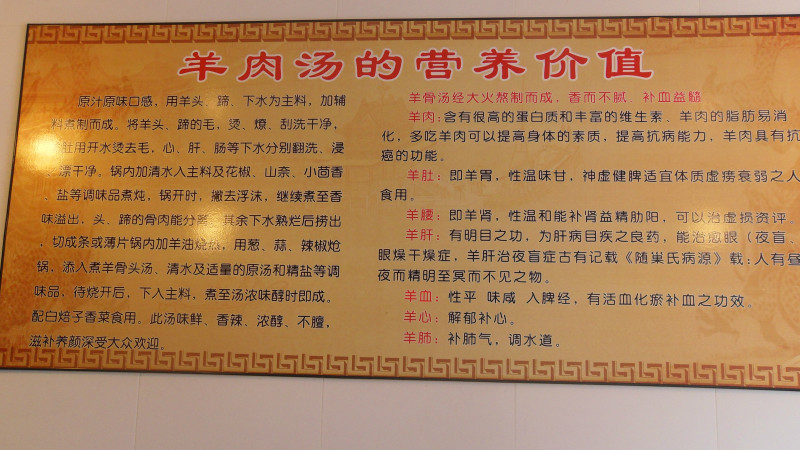 羊肉汤的营养价值
原汁原味口感，用羊头、蹄、下水为主料，加辅
料煮制而成。将羊头、蹄的毛，烫、燎、刮洗干净，
肚用开水烫去毛，心、肝、肠等下水分别翻洗、浸
漂干净。锅内加清水入主料及花椒、山奈、小茴香
、盐等调味品煮炖，锅开时，撇去浮沫，继续煮至香
味溢出，头、蹄的骨肉能分离，其余下水熟烂后捞出
，切成条或薄片锅内加羊油烧热，用葱、蒜、辣椒炝
锅，添入煮羊骨头汤、清水及适量的原汤和精盐等调
味品，待烧开后，下入主料，煮至汤浓味醇时即成。
配白焙子香菜食用。此汤味鲜、香辣、浓醇、不膻，
滋补养颜深受大众欢迎。
羊骨汤经大火熬制而成，香而不腻、补血益髓
羊肉：含有很高的蛋白质和丰富的维生素、羊肉的脂肪易消
化，多吃羊肉可以提高身体的素质，提高抗病能力，羊肉具有抗
癌的功能。
羊肚：即羊胃，性温味甘，神虚健脾适宜体质虚痨衰弱之人
食用。
羊腰：即羊肾，性温和能补肾益精肋阳，可以治虚损资评。
羊肝：有明目之功，为肝病目疾之良药，能治愈眼（夜盲、
眼燥干燥症，羊肝治夜盲症古有记载《随巢氏病源》载：人有昼
夜而精明至冥而不见之物。
羊血：性平 味咸 入脾经，有活血化瘀补血之功效。
羊心：解郁补心。
羊肺：补肺气，调水道。